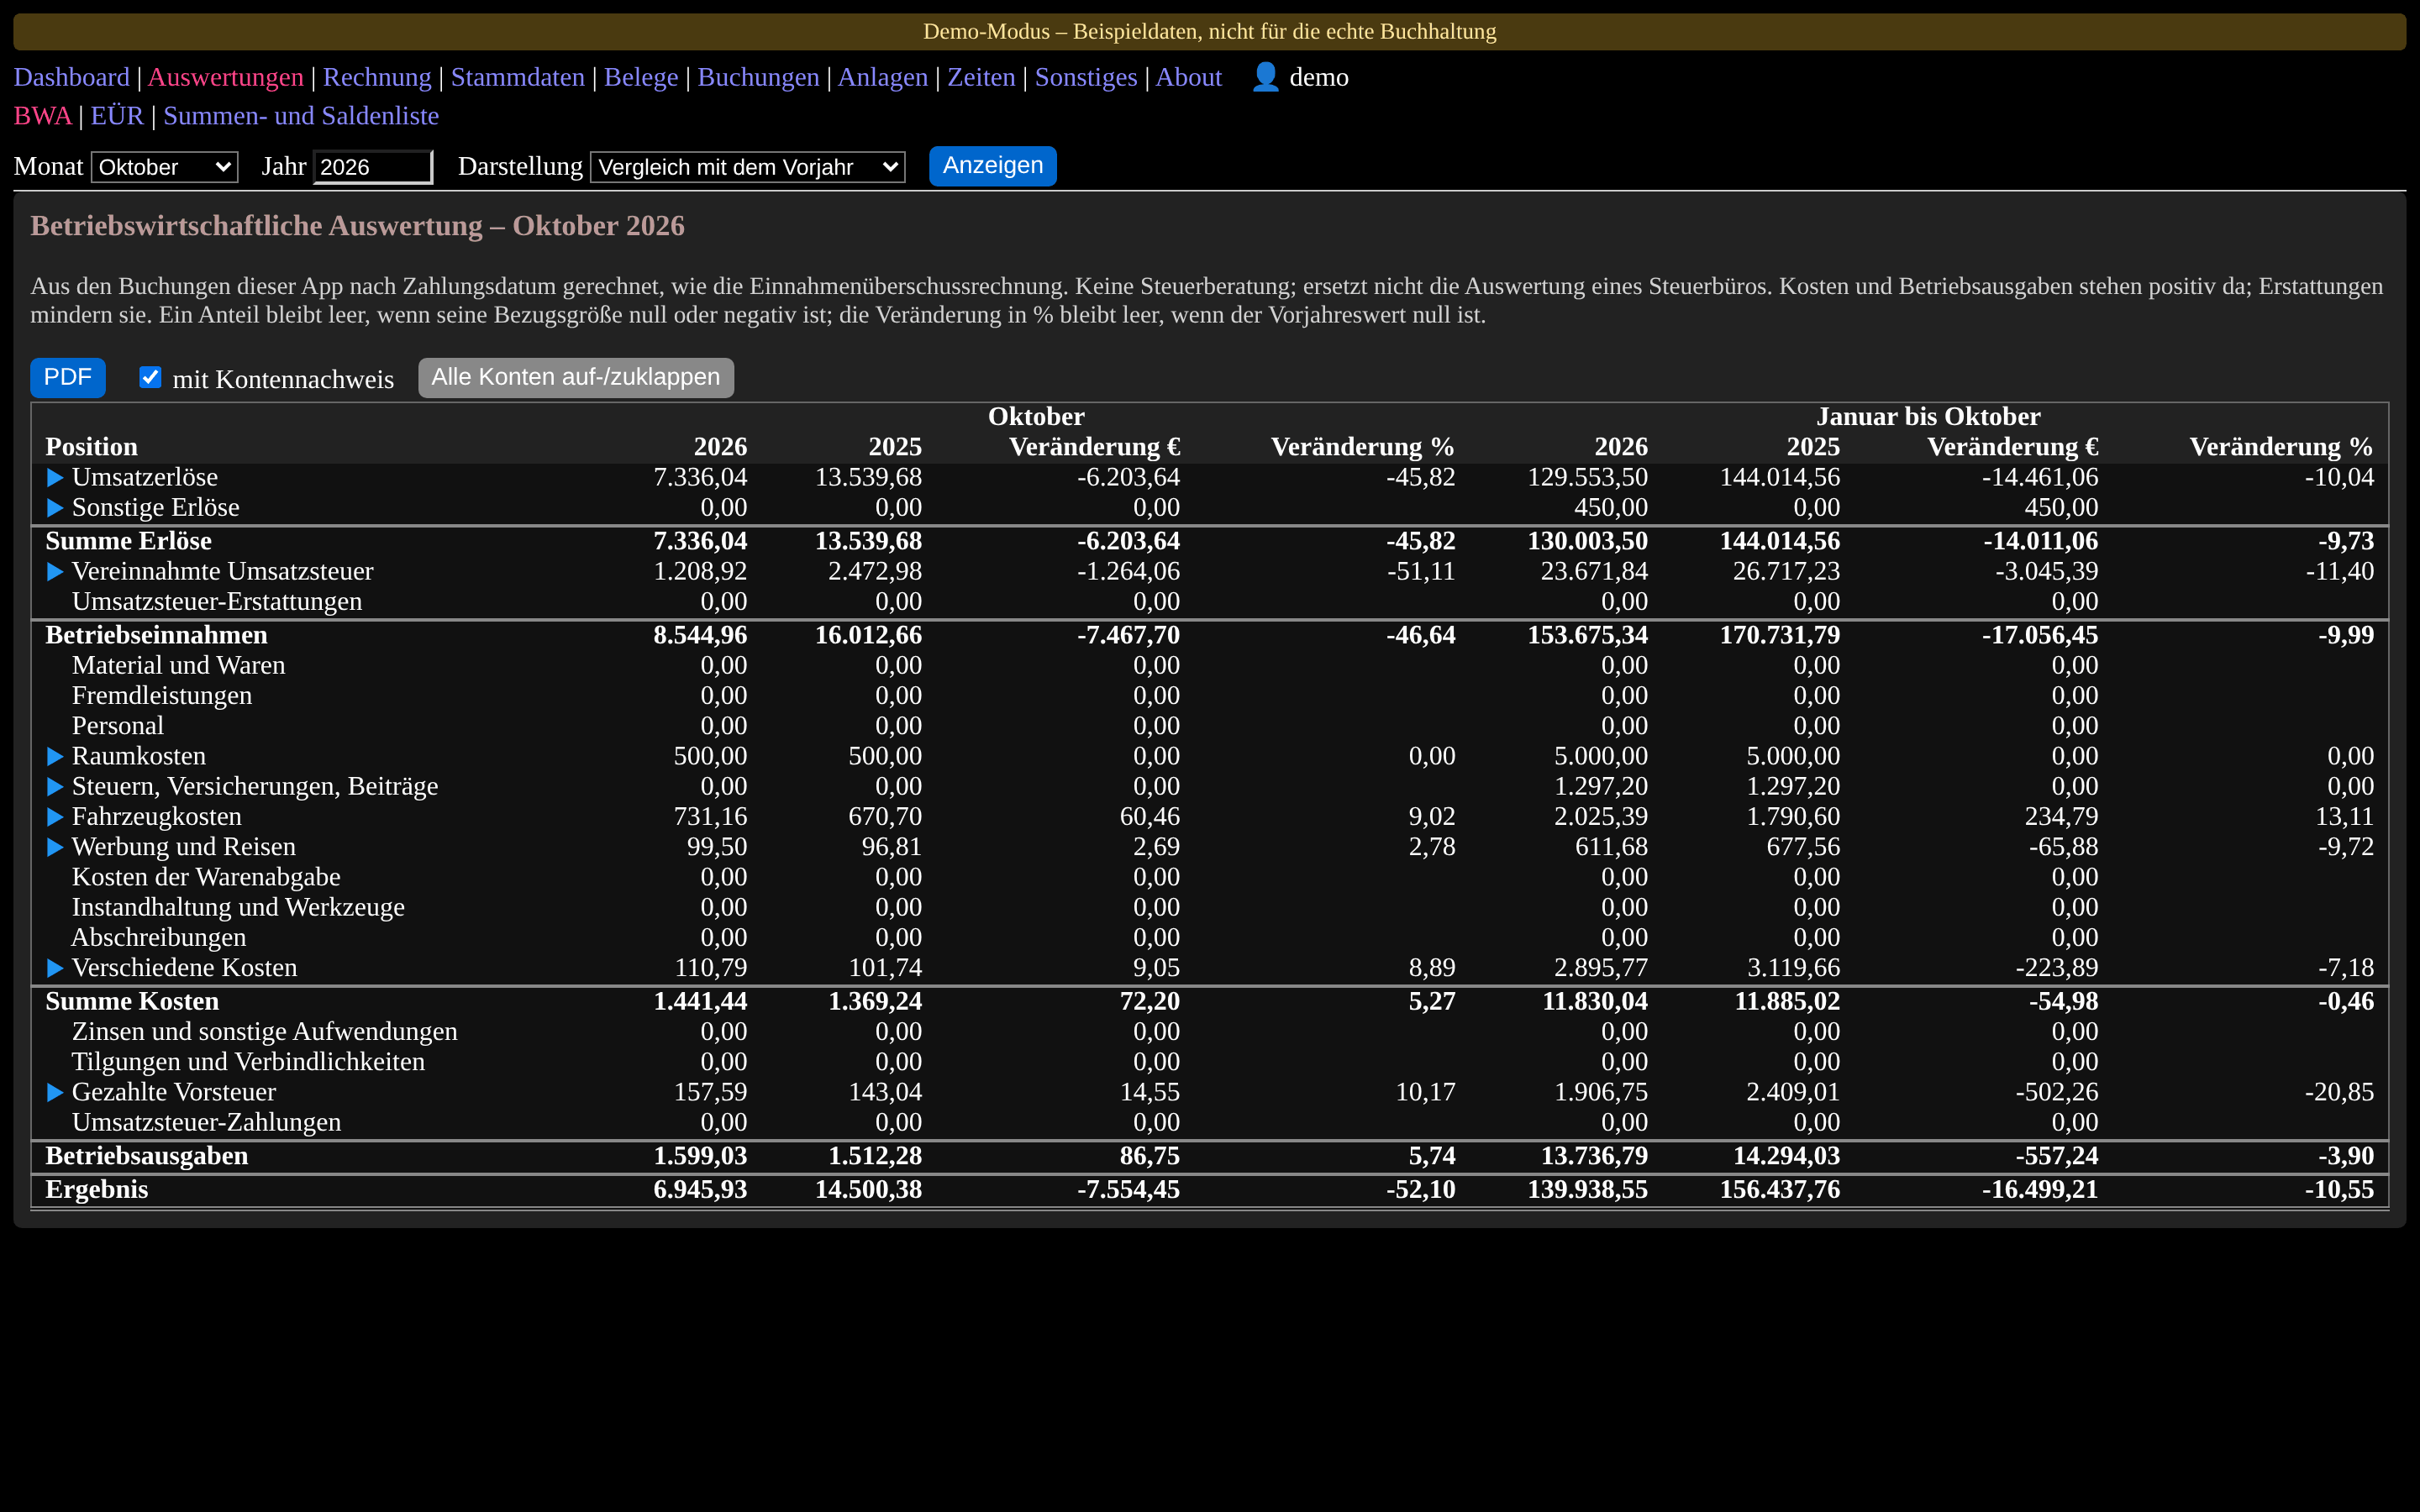 Demo-Modus – Beispieldaten, nicht für die echte Buchhaltung
Dashboard | Auswertungen | Rechnung | Stammdaten | Belege | Buchungen | Anlagen | Zeiten | Sonstiges | About 👤 demo
BWA | EÜR | Summen- und Saldenliste
Monat Oktober Jahr 2026 Darstellung Vergleich mit dem Vorjahr Anzeigen
Betriebswirtschaftliche Auswertung – Oktober 2026
Aus den Buchungen dieser App nach Zahlungsdatum gerechnet, wie die Einnahmenüberschussrechnung. Keine Steuerberatung; ersetzt nicht die Auswertung eines Steuerbüros. Kosten und Betriebsausgaben stehen positiv da; Erstattungen
mindern sie. Ein Anteil bleibt leer, wenn seine Bezugsgröße null oder negativ ist; die Veränderung in % bleibt leer, wenn der Vorjahreswert null ist.
PDF mit Kontennachweis Alle Konten auf-/zuklappen
Oktober Januar bis Oktober
Position 2026 2025 Veränderung € Veränderung % 2026 2025 Veränderung € Veränderung %
▶ Umsatzerlöse 7.336,04 13.539,68 -6.203,64 -45,82 129.553,50 144.014,56 -14.461,06 -10,04
▶ Sonstige Erlöse 0,00 0,00 0,00 450,00 0,00 450,00
Summe Erlöse 7.336,04 13.539,68 -6.203,64 -45,82 130.003,50 144.014,56 -14.011,06 -9,73
▶ Vereinnahmte Umsatzsteuer 1.208,92 2.472,98 -1.264,06 -51,11 23.671,84 26.717,23 -3.045,39 -11,40
Umsatzsteuer-Erstattungen 0,00 0,00 0,00 0,00 0,00 0,00
Betriebseinnahmen 8.544,96 16.012,66 -7.467,70 -46,64 153.675,34 170.731,79 -17.056,45 -9,99
Material und Waren 0,00 0,00 0,00 0,00 0,00 0,00
Fremdleistungen 0,00 0,00 0,00 0,00 0,00 0,00
Personal 0,00 0,00 0,00 0,00 0,00 0,00
▶ Raumkosten 500,00 500,00 0,00 0,00 5.000,00 5.000,00 0,00 0,00
▶ Steuern, Versicherungen, Beiträge 0,00 0,00 0,00 1.297,20 1.297,20 0,00 0,00
▶ Fahrzeugkosten 731,16 670,70 60,46 9,02 2.025,39 1.790,60 234,79 13,11
▶ Werbung und Reisen 99,50 96,81 2,69 2,78 611,68 677,56 -65,88 -9,72
Kosten der Warenabgabe 0,00 0,00 0,00 0,00 0,00 0,00
Instandhaltung und Werkzeuge 0,00 0,00 0,00 0,00 0,00 0,00
Abschreibungen 0,00 0,00 0,00 0,00 0,00 0,00
▶ Verschiedene Kosten 110,79 101,74 9,05 8,89 2.895,77 3.119,66 -223,89 -7,18
Summe Kosten 1.441,44 1.369,24 72,20 5,27 11.830,04 11.885,02 -54,98 -0,46
Zinsen und sonstige Aufwendungen 0,00 0,00 0,00 0,00 0,00 0,00
Tilgungen und Verbindlichkeiten 0,00 0,00 0,00 0,00 0,00 0,00
▶ Gezahlte Vorsteuer 157,59 143,04 14,55 10,17 1.906,75 2.409,01 -502,26 -20,85
Umsatzsteuer-Zahlungen 0,00 0,00 0,00 0,00 0,00 0,00
Betriebsausgaben 1.599,03 1.512,28 86,75 5,74 13.736,79 14.294,03 -557,24 -3,90
Ergebnis 6.945,93 14.500,38 -7.554,45 -52,10 139.938,55 156.437,76 -16.499,21 -10,55